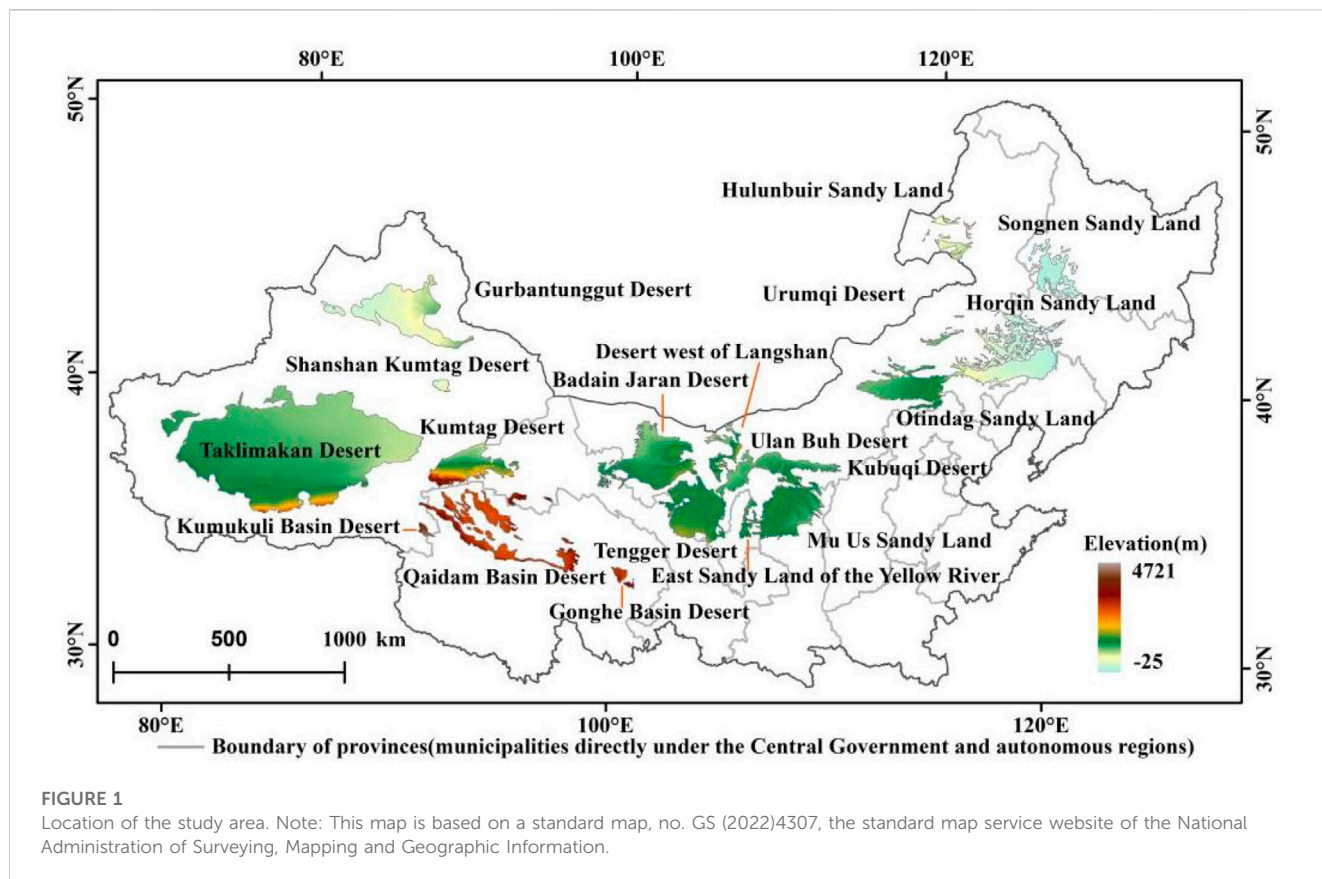 80°E
100°E
120°E
50°N
50°N
Hulunbuir Sandy Land
Songnen Sandy Land
Gurbantunggut Desert
Urumqi Desert
Horqin Sandy Land
Desert west of Langshan
Shanshan Kumtag Desert
Badain Jaran Desert
40°N
40°N
Otindag Sandy Land
Kumtag Desert
Ulan Buh Desert
Taklimakan Desert
Kubuqi Desert
Kumukuli Basin Desert
Mu Us Sandy Land
Elevation(m)
Tengger Desert
4721
Qaidam Basin Desert
East Sandy Land of the Yellow River
Gonghe Basin Desert
0 500 1000 km
30°N
-25
30°N
80°E
100°E
120°E
Boundary of provinces(municipalities directly under the Central Government and autonomous regions)
FIGURE 1
Location of the study area. Note: This map is based on a standard map, no. GS (2022)4307, the standard map service website of the National
Administration of Surveying, Mapping and Geographic Information.